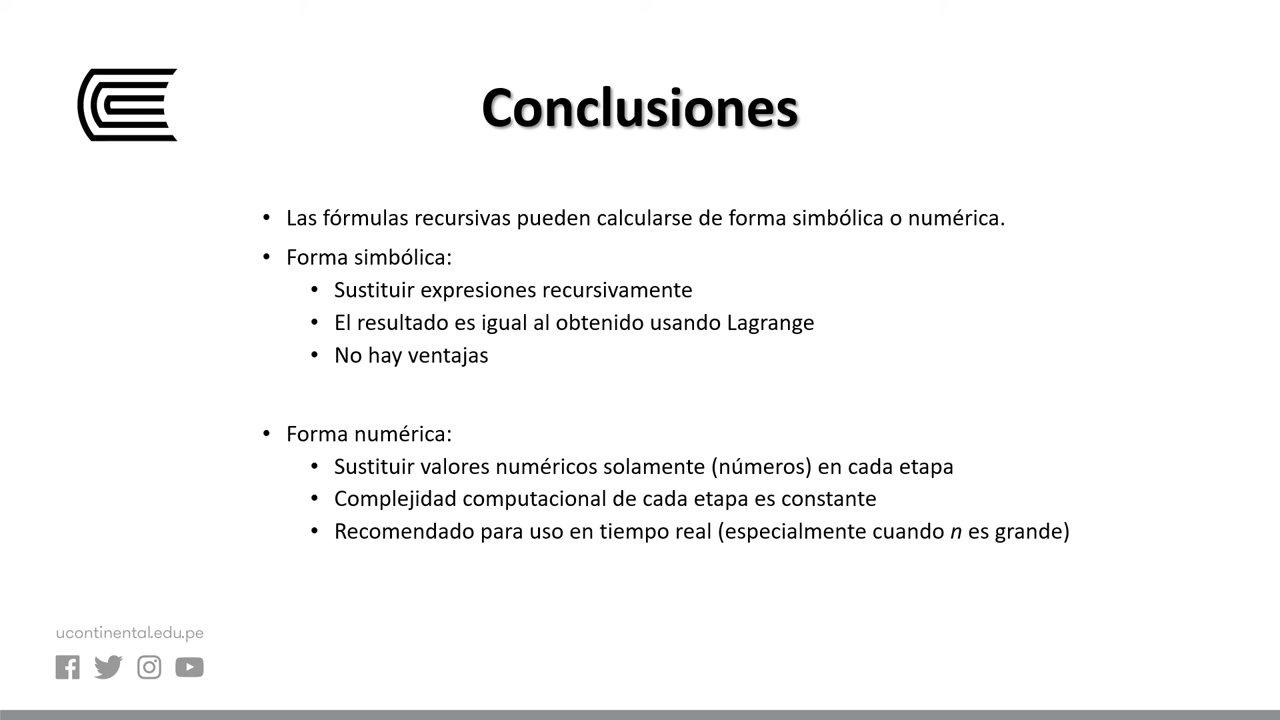 Conclusiones
• Las fórmulas recursivas pueden calcularse de forma simbólica o numérica.
• Forma simbólica:
• Sustituir expresiones recursivamente
• El resultado es igual al obtenido usando Lagrange
• No hay ventajas
• Forma numérica:
• Sustituir valores numéricos solamente (números) en cada etapa
• Complejidad computacional de cada etapa es constante
• Recomendado para uso en tiempo real (especialmente cuando n es grande)
ucontinental.edu.pe